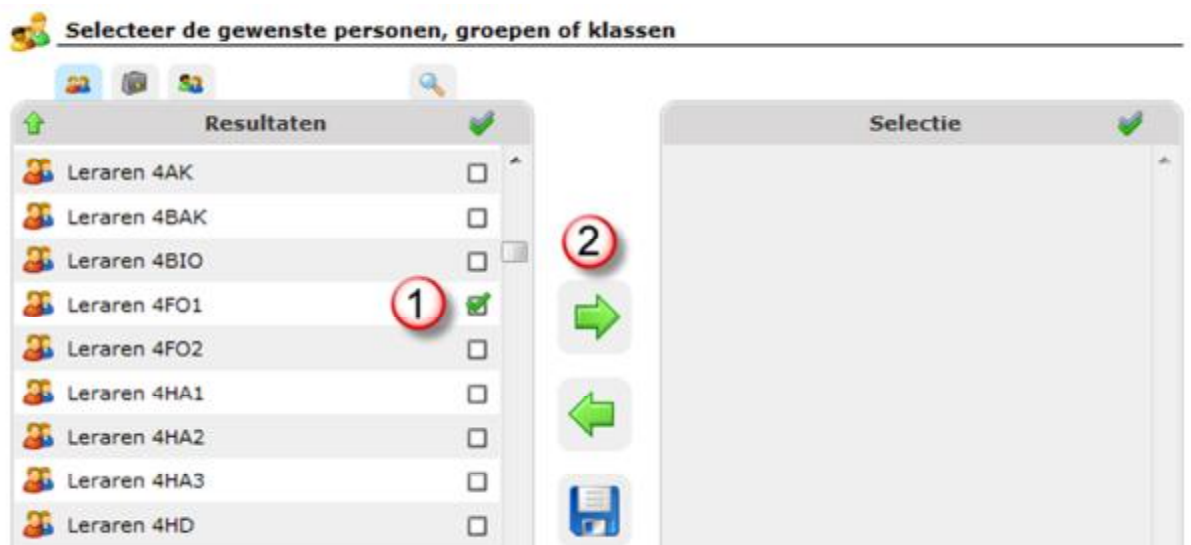 Selecteer de gewenste personen, groepen of klassen
Resultaten
Selectie
Leraren 4AK
Leraren 4BAK
2
Leraren 4BIO
Leraren 4FO1
1
Leraren 4FO2
Leraren 4HA1
Leraren 4HA2
Leraren 4HA3
Leraren 4HD